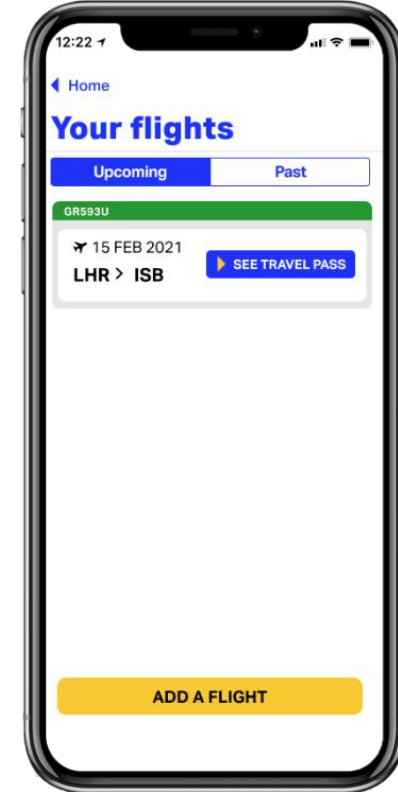 12:22
Home
Your flights
Upcoming Past
GR593U
15 FEB 2021
LHR > ISB
SEE TRAVEL PASS
ADD A FLIGHT